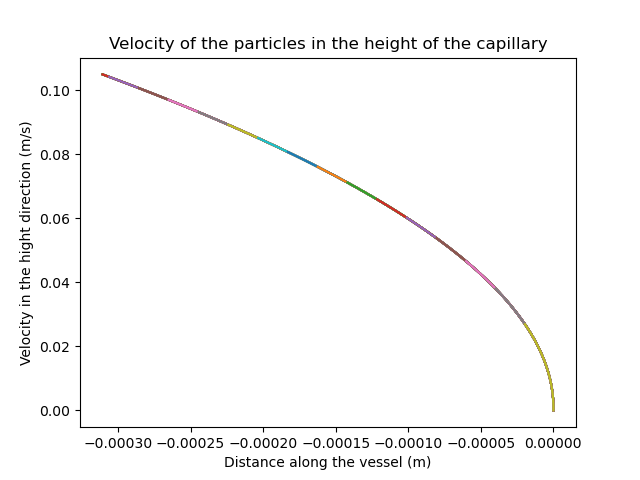 Velocity of the particles in the height of the capillary
Velocity in the hight direction (m/s)
0.10
0.08
0.06
0.04
0.02
0.00
−0.00030 −0.00025 −0.00020 −0.00015 −0.00010 −0.00005 0.00000
Distance along the vessel (m)